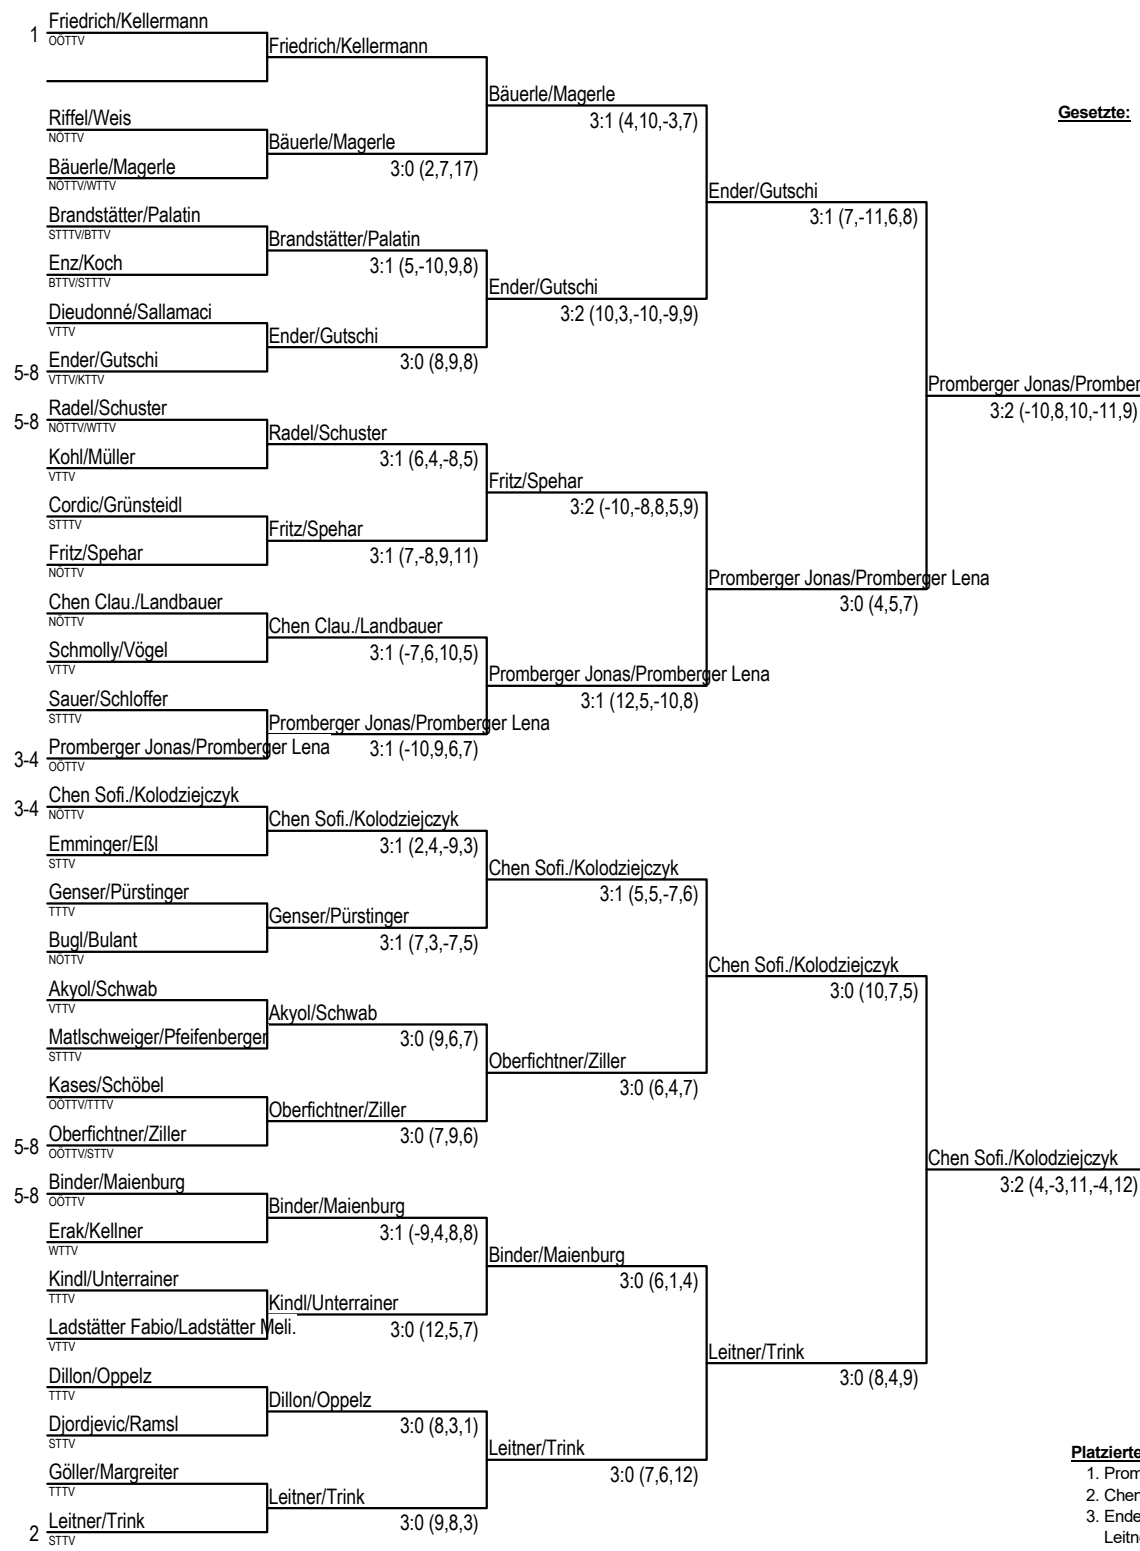 Friedrich/Kellermann
1
OÖTTV
Friedrich/Kellermann
Bäuerle/Magerle
3:1 (4,10,-3,7)
Gesetzte:
Riffel/Weis
NÖTTV
Bäuerle/Magerle
3:0 (2,7,17)
Bäuerle/Magerle
NÖTTV/WTTV
Ender/Gutschi
3:1 (7,-11,6,8)
Brandstätter/Palatin
STTTV/BTTV
Brandstätter/Palatin
3:1 (5,-10,9,8)
Enz/Koch
BTTV/STTTV
Ender/Gutschi
3:2 (10,3,-10,-9,9)
Dieudonné/Sallamaci
VTTV
Ender/Gutschi
3:0 (8,9,8)
5-8
Ender/Gutschi
VTTV/KTTV
Promberger Jonas/Promber
3:2 (-10,8,10,-11,9)
5-8
Radel/Schuster
NÖTTV/WTTV
Radel/Schuster
3:1 (6,4,-8,5)
Kohl/Müller
VTTV
Fritz/Spehar
3:2 (-10,-8,8,5,9)
Cordic/Grünsteidl
STTTV
Fritz/Spehar
3:1 (7,-8,9,11)
Fritz/Spehar
NÖTTV
Promberger Jonas/Promberger Lena
3:0 (4,5,7)
Chen Clau./Landbauer
NÖTTV
Chen Clau./Landbauer
3:1 (-7,6,10,5)
Schmolly/Vögel
VTTV
Promberger Jonas/Promberger Lena
3:1 (12,5,-10,8)
Sauer/Schloffer
STTTV
Promberger Jonas/Promberger Lena
3:1 (-10,9,6,7)
3-4
Promberger Jonas/Promberger Lena
OÖTTV
3-4
Chen Sofi./Kolodziejczyk
NÖTTV
Chen Sofi./Kolodziejczyk
3:1 (2,4,-9,3)
Emminger/Eßl
STTV
Chen Sofi./Kolodziejczyk
3:1 (5,5,-7,6)
Genser/Pürstinger
TTTV
Genser/Pürstinger
3:1 (7,3,-7,5)
Bugl/Bulant
NÖTTV
Chen Sofi./Kolodziejczyk
3:0 (10,7,5)
Akyol/Schwab
VTTV
Akyol/Schwab
3:0 (9,6,7)
Matlschweiger/Pfeifenberger
STTTV
Oberfichtner/Ziller
3:0 (6,4,7)
Kases/Schöbel
OÖTTV/TTTV
Oberfichtner/Ziller
3:0 (7,9,6)
5-8
Oberfichtner/Ziller
OÖTTV/STTV
Chen Sofi./Kolodziejczyk
3:2 (4,-3,11,-4,12)
5-8
Binder/Maienburg
OÖTTV
Binder/Maienburg
3:1 (-9,4,8,8)
Erak/Kellner
WTTV
Binder/Maienburg
3:0 (6,1,4)
Kindl/Unterrainer
TTTV
Kindl/Unterrainer
3:0 (12,5,7)
Ladstätter Fabio/Ladstätter Meli.
VTTV
Leitner/Trink
3:0 (8,4,9)
Dillon/Oppelz
TTTV
Dillon/Oppelz
3:0 (8,3,1)
Djordjevic/Ramsl
STTV
Leitner/Trink
3:0 (7,6,12)
Göller/Margreiter
TTTV
Leitner/Trink
3:0 (9,8,3)
2
Leitner/Trink
STTV
Platzierte
1. Prom
2. Chen
3. Ende
Leitne